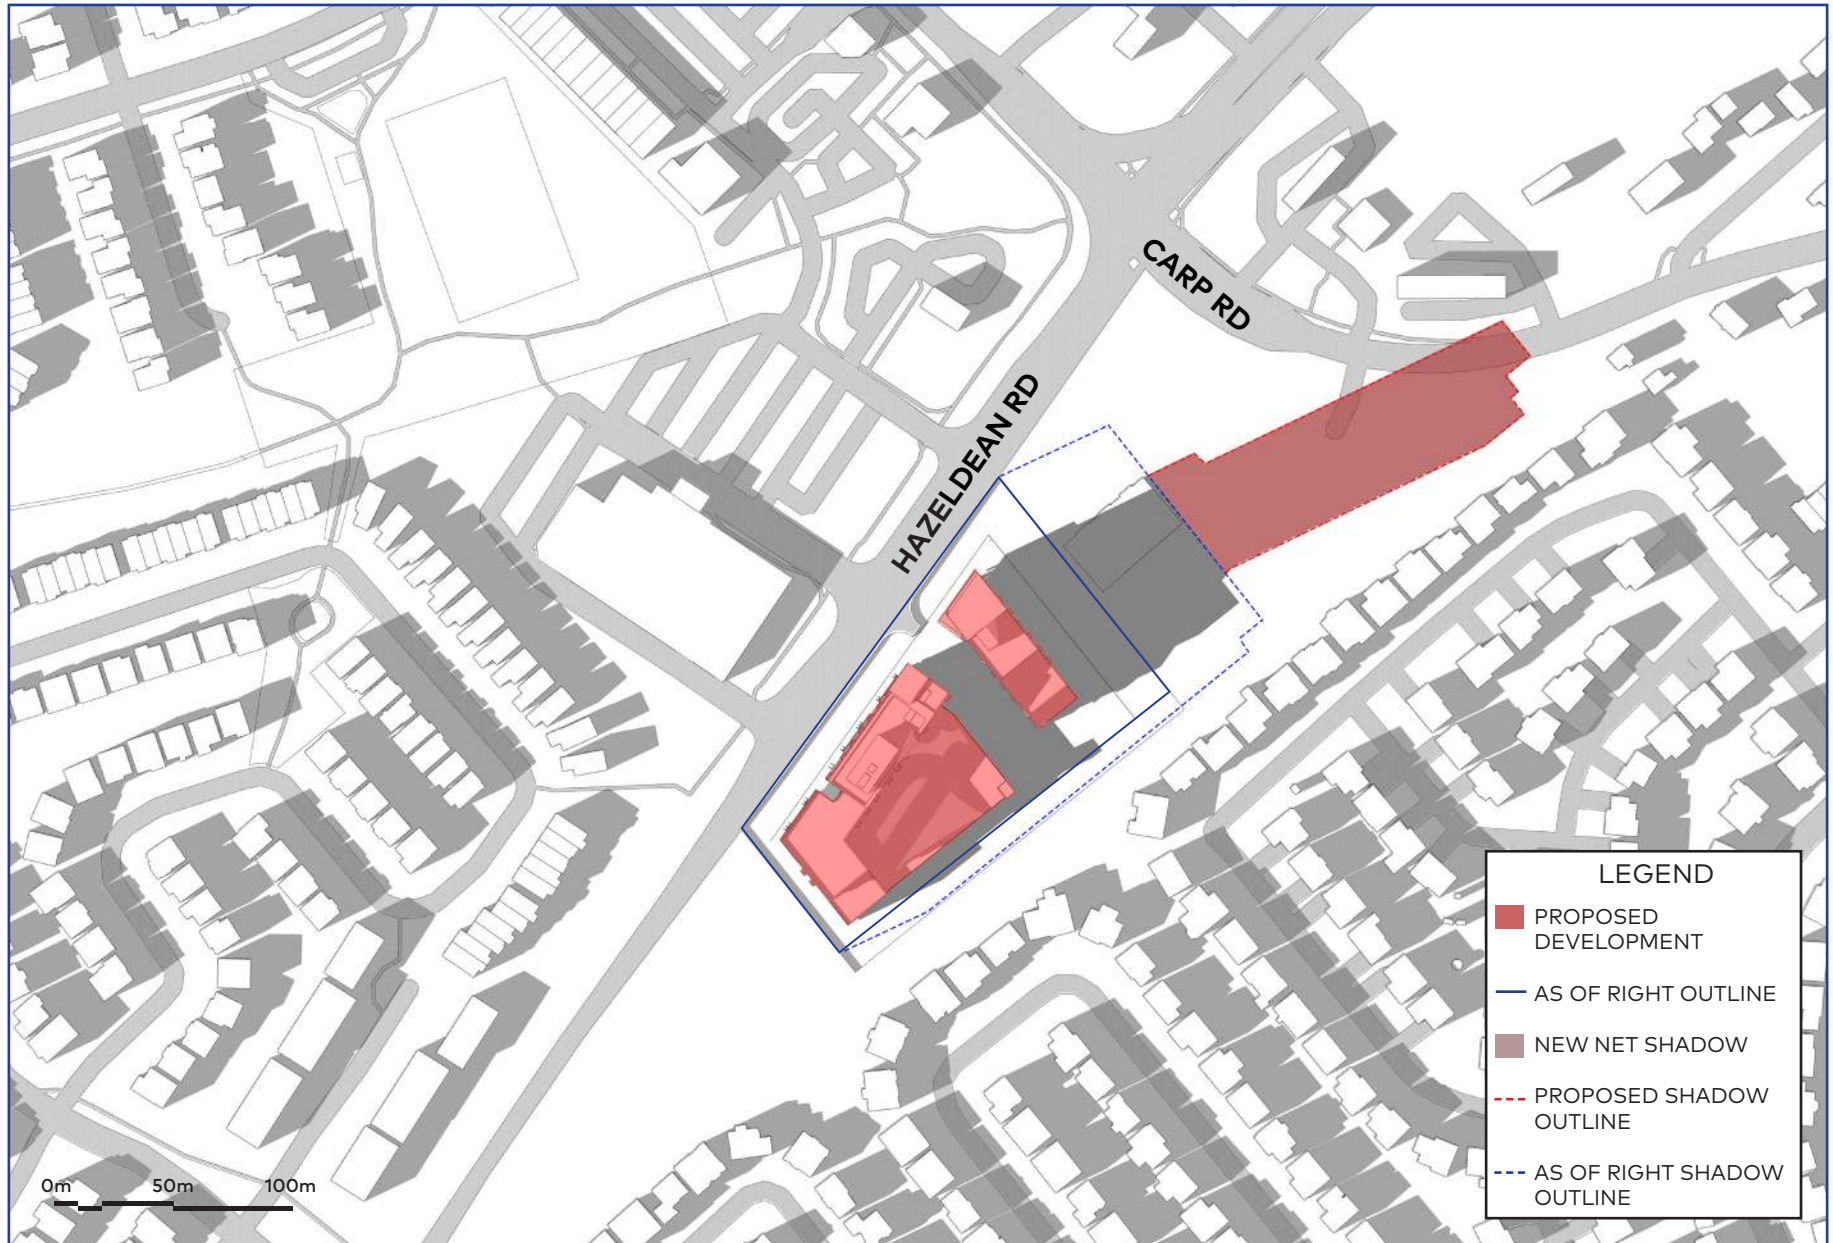 CARP RD
HAZELDEAN RD
LEGEND
PROPOSED
DEVELOPMENT
AS OF RIGHT OUTLINE
NEW NET SHADOW
PROPOSED SHADOW
OUTLINE
AS OF RIGHT SHADOW
OUTLINE
0m 50m 100m